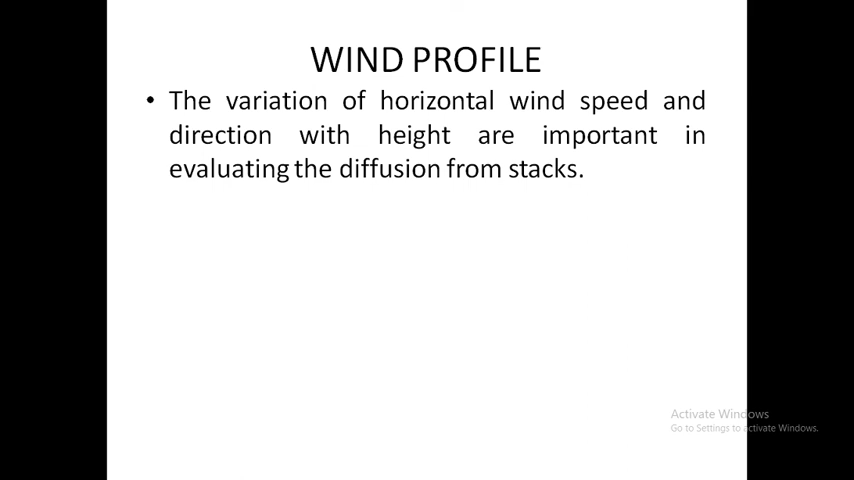 WIND PROFILE
• The variation of horizontal wind speed and
direction with height are important in
evaluating the diffusion from stacks.
Activate Windows
Go to Settings to activate Windows.